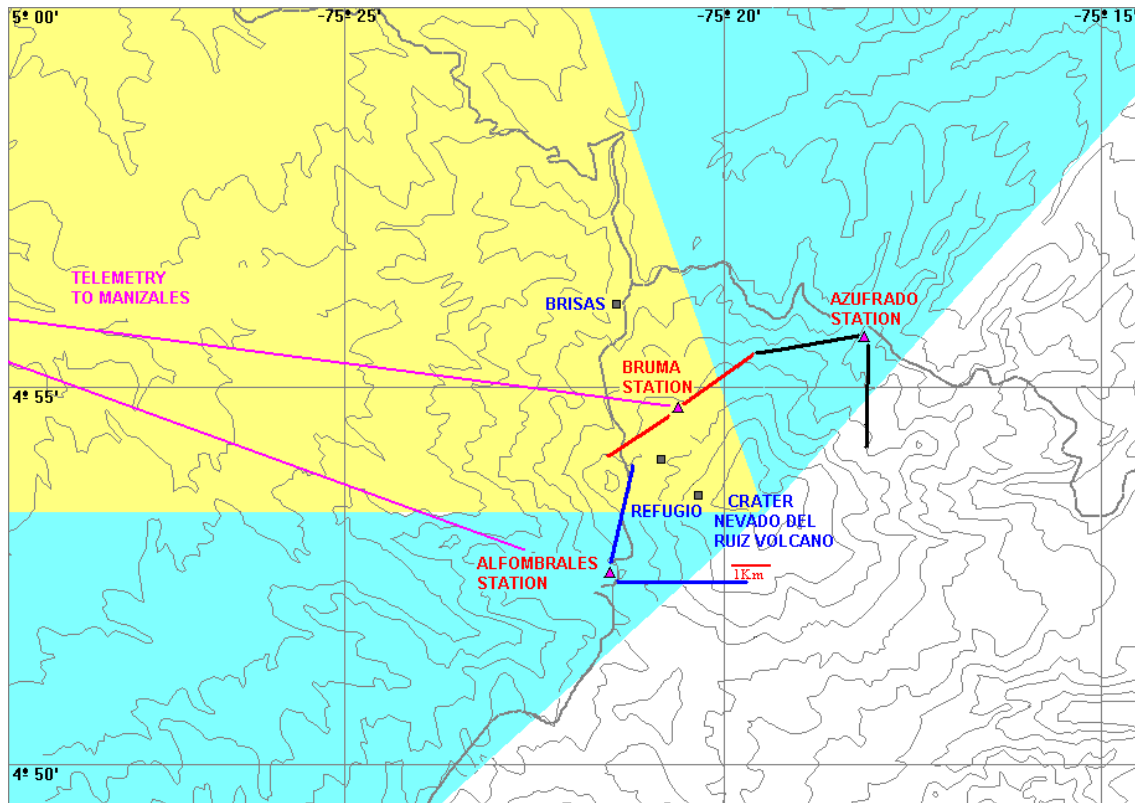 5º 00'
-75º 25'
-75º 20'
-75º 15'
TELEMETRY
TO MANIZALES
BRISAS
AZUFRADO
STATION
BRUMA
STATION
4º 55'
REFUGIO
CRATER
NEVADO DEL
RUIZ VOLCANO
ALFOMBRALES
STATION
1Km
4º 50'